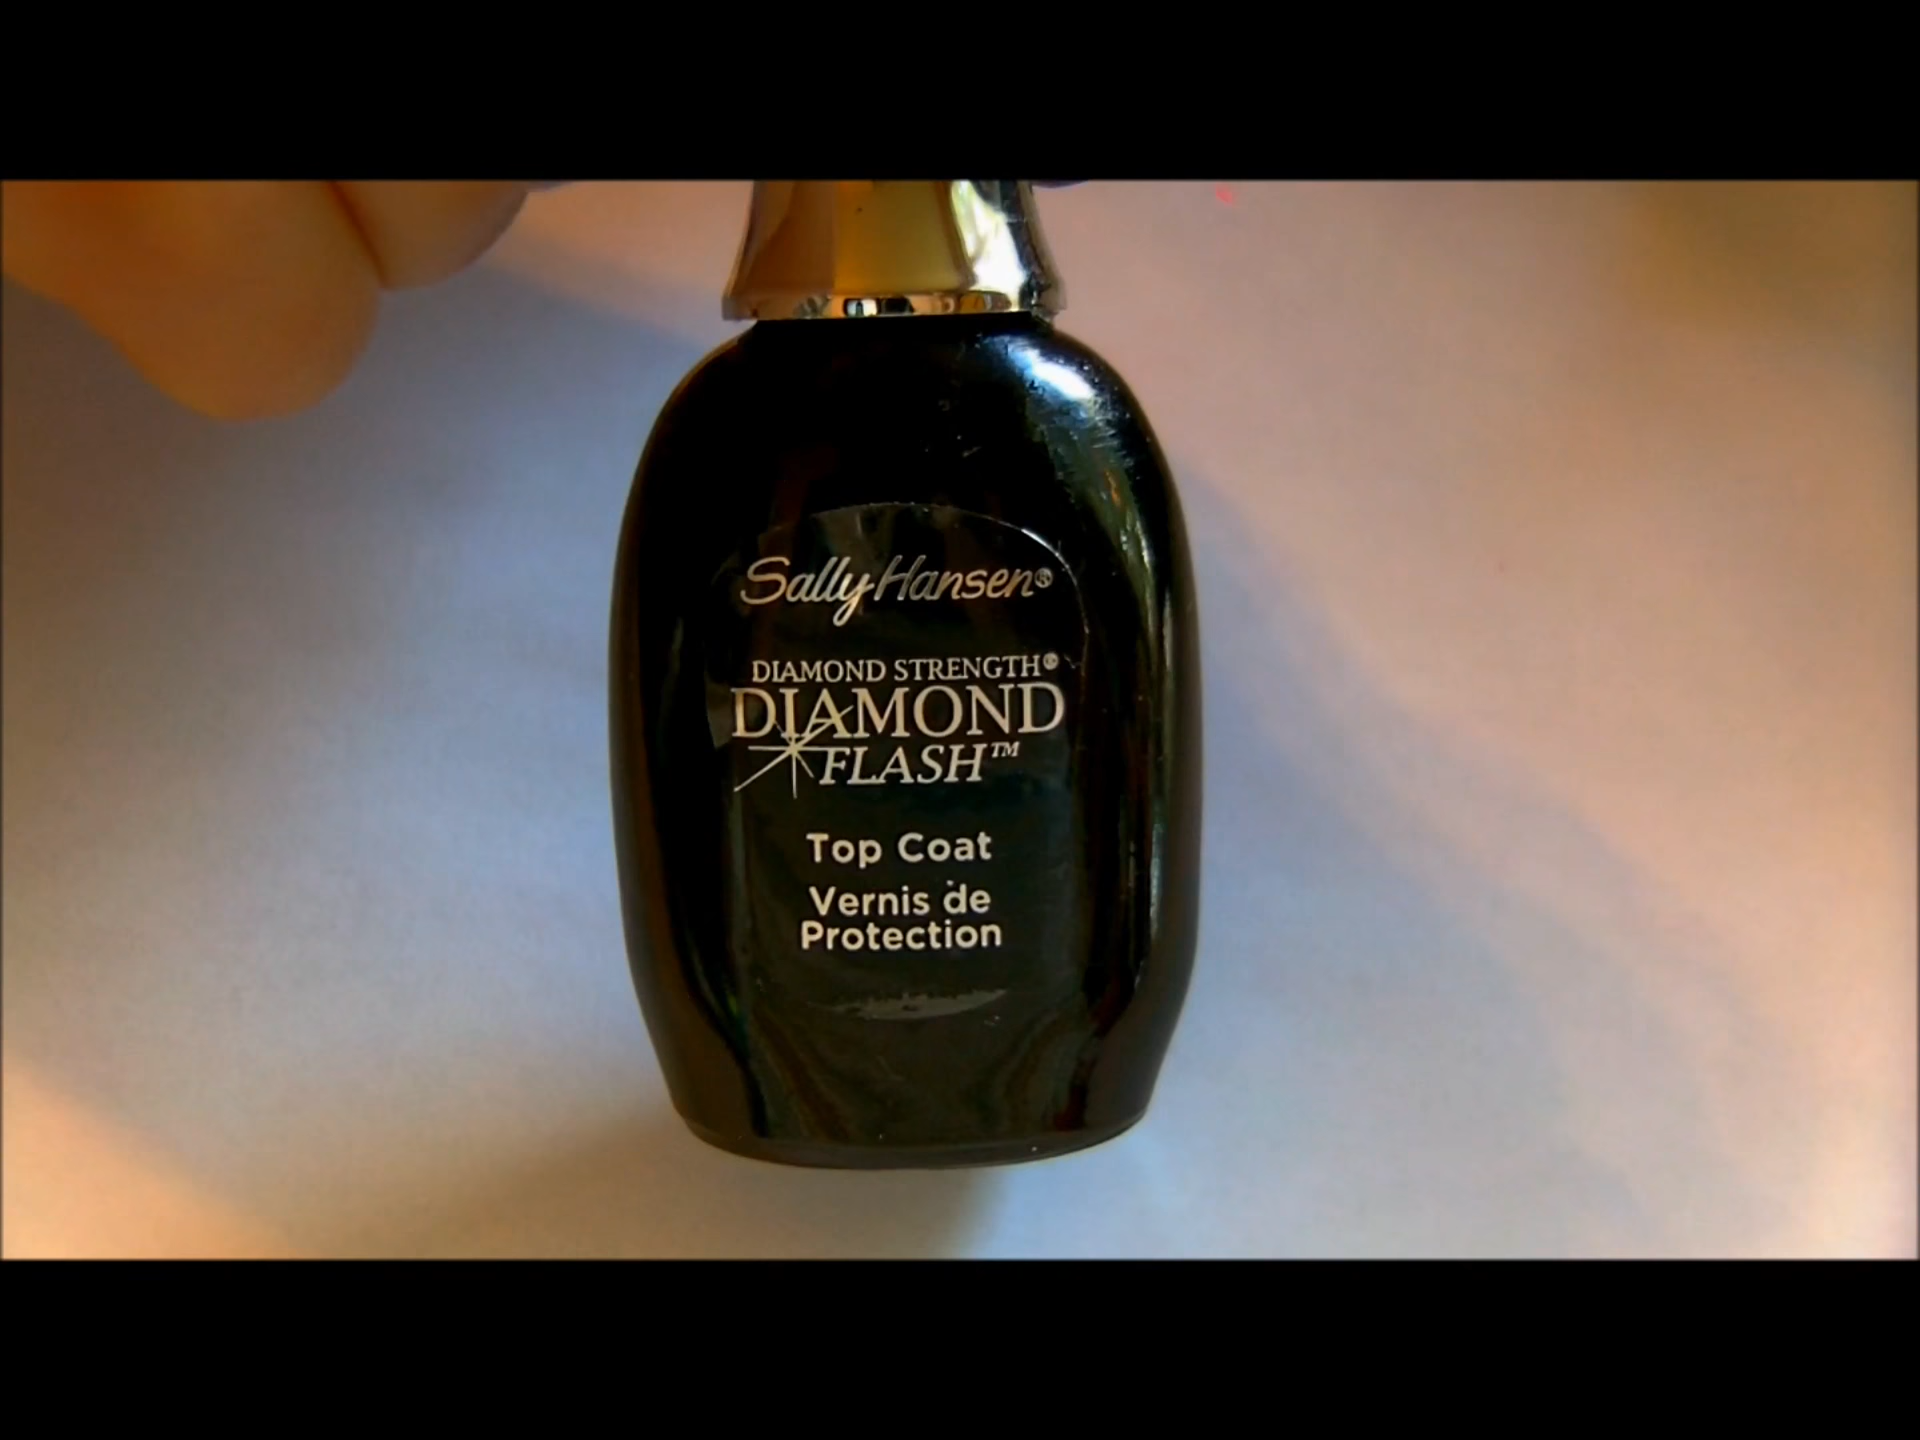 Sally Hansen®
DIAMOND STRENGTH®
DIAMOND
FLASH™
Top Coat
Vernis de
Protection